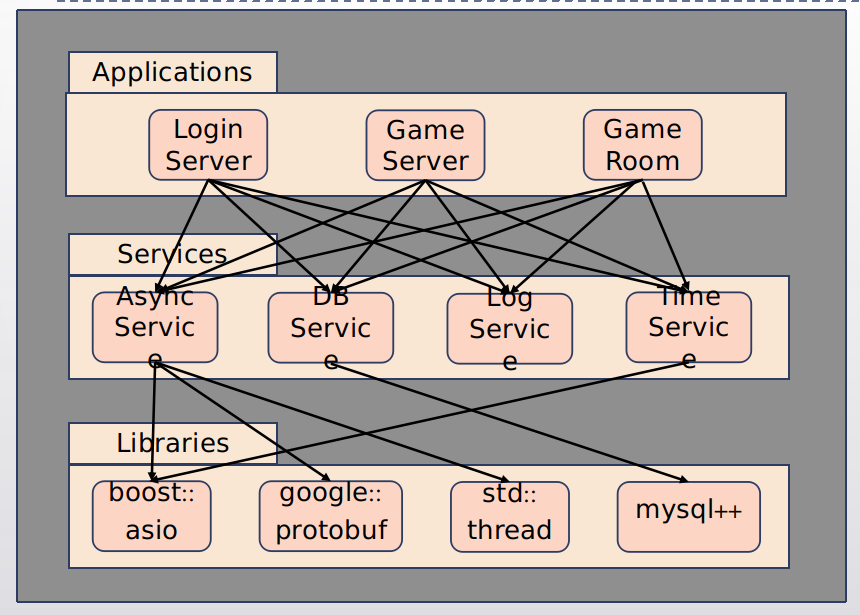 Applications
Login
Server
Game
Server
Game
Room
Services
Async
Servic
e
DB
Servic
e
Log
Servic
e
Time
Servic
e
Libraries
boost::
asio
google::
protobuf
std::
thread
mysql++